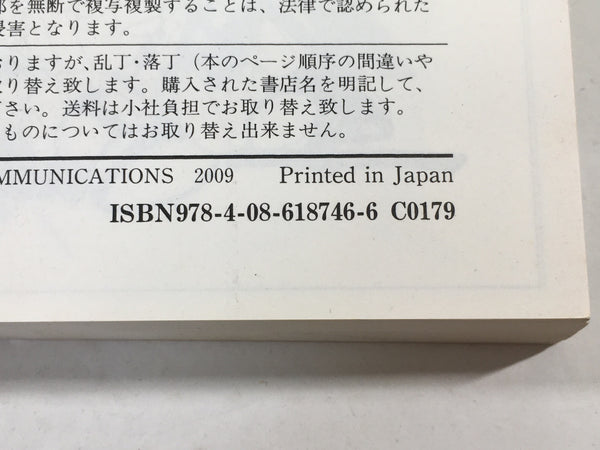 部を無断で複写複製することは、法律で認められた
侵害となります。
おりますが、乱丁・落丁（本のページ順序の間違いや
取り替え致します。購入された書店名を明記して、
ださい。送料は小社負担でお取り替え致します。
ものについてはお取り替え出来ません。
MMUNICATIONS 2009 Printed in Japan
ISBN978-4-08-618746-6 C0179